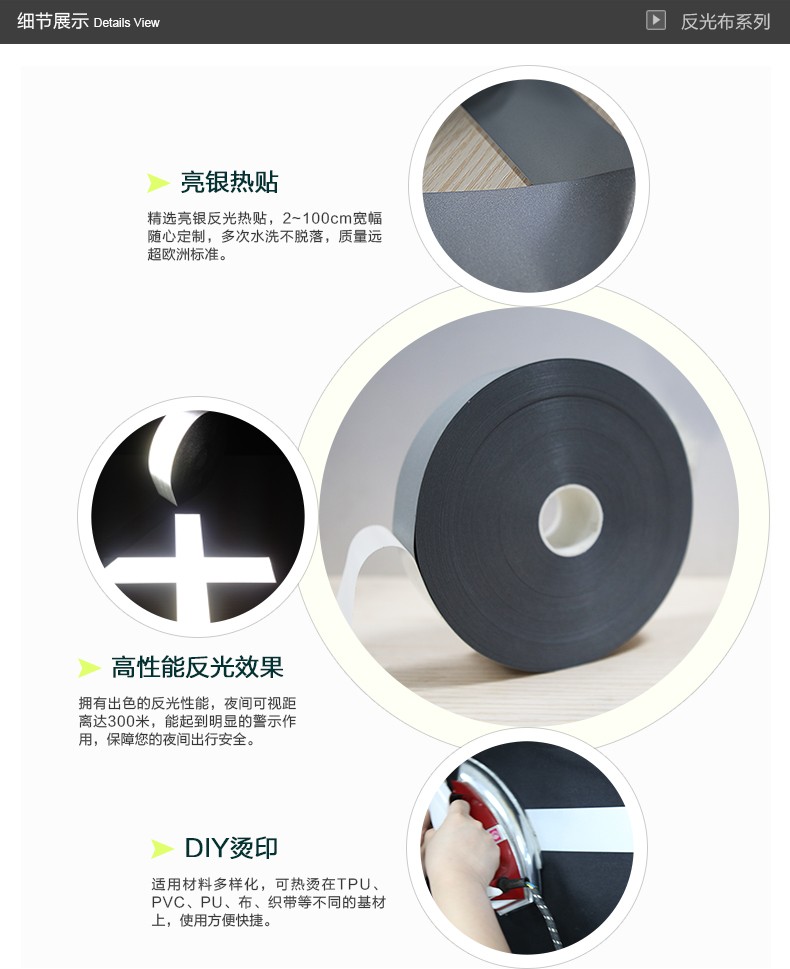 细节展示 Details View
反光布系列
亮银热贴
精选亮银反光热贴，2~100cm宽幅
随心定制，多次水洗不脱落，质量远
超欧洲标准。
高性能反光效果
拥有出色的反光性能，夜间可视距
离达300米，能起到明显的警示作
用，保障您的夜间出行安全。
DIY烫印
适用材料多样化，可热烫在TPU、
PVC、PU、布、织带等不同的基材
上，使用方便快捷。